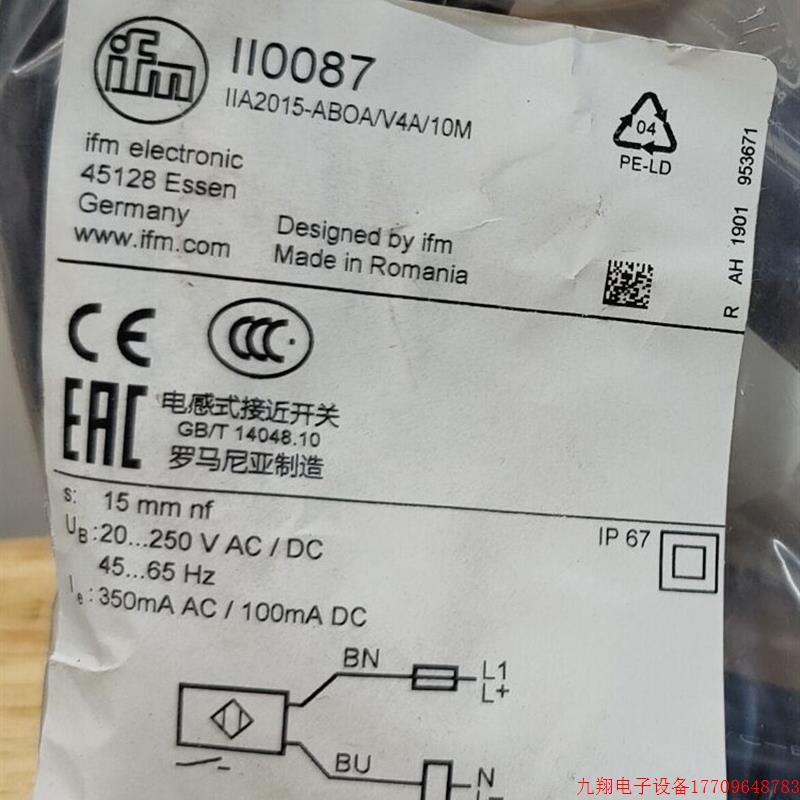 ifm
II0087
IIA2015-ABOA/V4A/10M
ifm electronic
45128 Essen
Germany
www.ifm.com
Designed by ifm
Made in Romania
04
PE-LD
R AH 1901 953671
CE
CCC
EAC
电感式接近开关
GB/T 14048.10
罗马尼亚制造
s: 15 mm nf
UB:20...250 V AC / DC
45...65 Hz
Ie:350mA AC / 100mA DC
IP 67
BN
L1
L+
BU
N
九翔电子设备17709648783